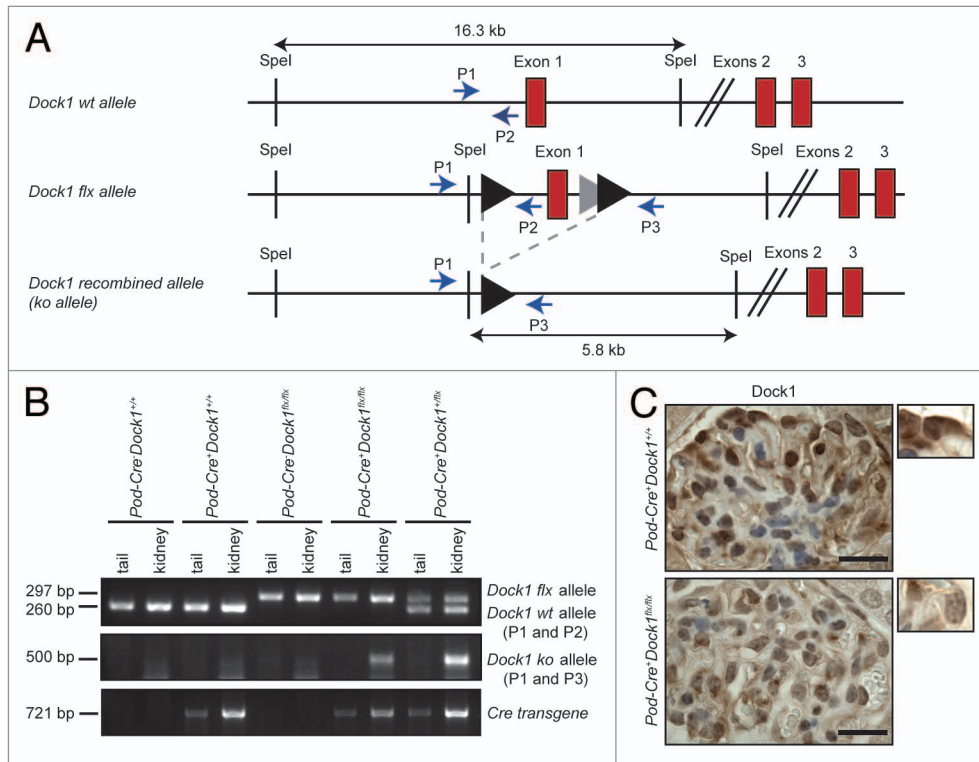 A
16.3 kb
SpeI
P1
Exon 1
SpeI
Exons 2
3
Dock1 wt allele
P2
SpeI
P1
SpeI
Exon 1
SpeI
Exons 2
3
Dock1 flx allele
P2
P3
SpeI
P1
SpeI
Exons 2
3
Dock1 recombined allele
(ko allele)
P3
5.8 kb
B
Pod-Cre-Dock1+/+
Pod-Cre+Dock1+/+
Pod-Cre-Dock1flx/flx
Pod-Cre+Dock1flx/flx
Pod-Cre+Dock1+/flx
tail kidney tail kidney tail kidney tail kidney tail kidney
297 bp
260 bp
Dock1 flx allele
Dock1 wt allele
(P1 and P2)
500 bp
Dock1 ko allele
(P1 and P3)
721 bp
Cre transgene
C
Dock1
Pod-Cre+Dock1+/+
Pod-Cre+Dock1flx/flx